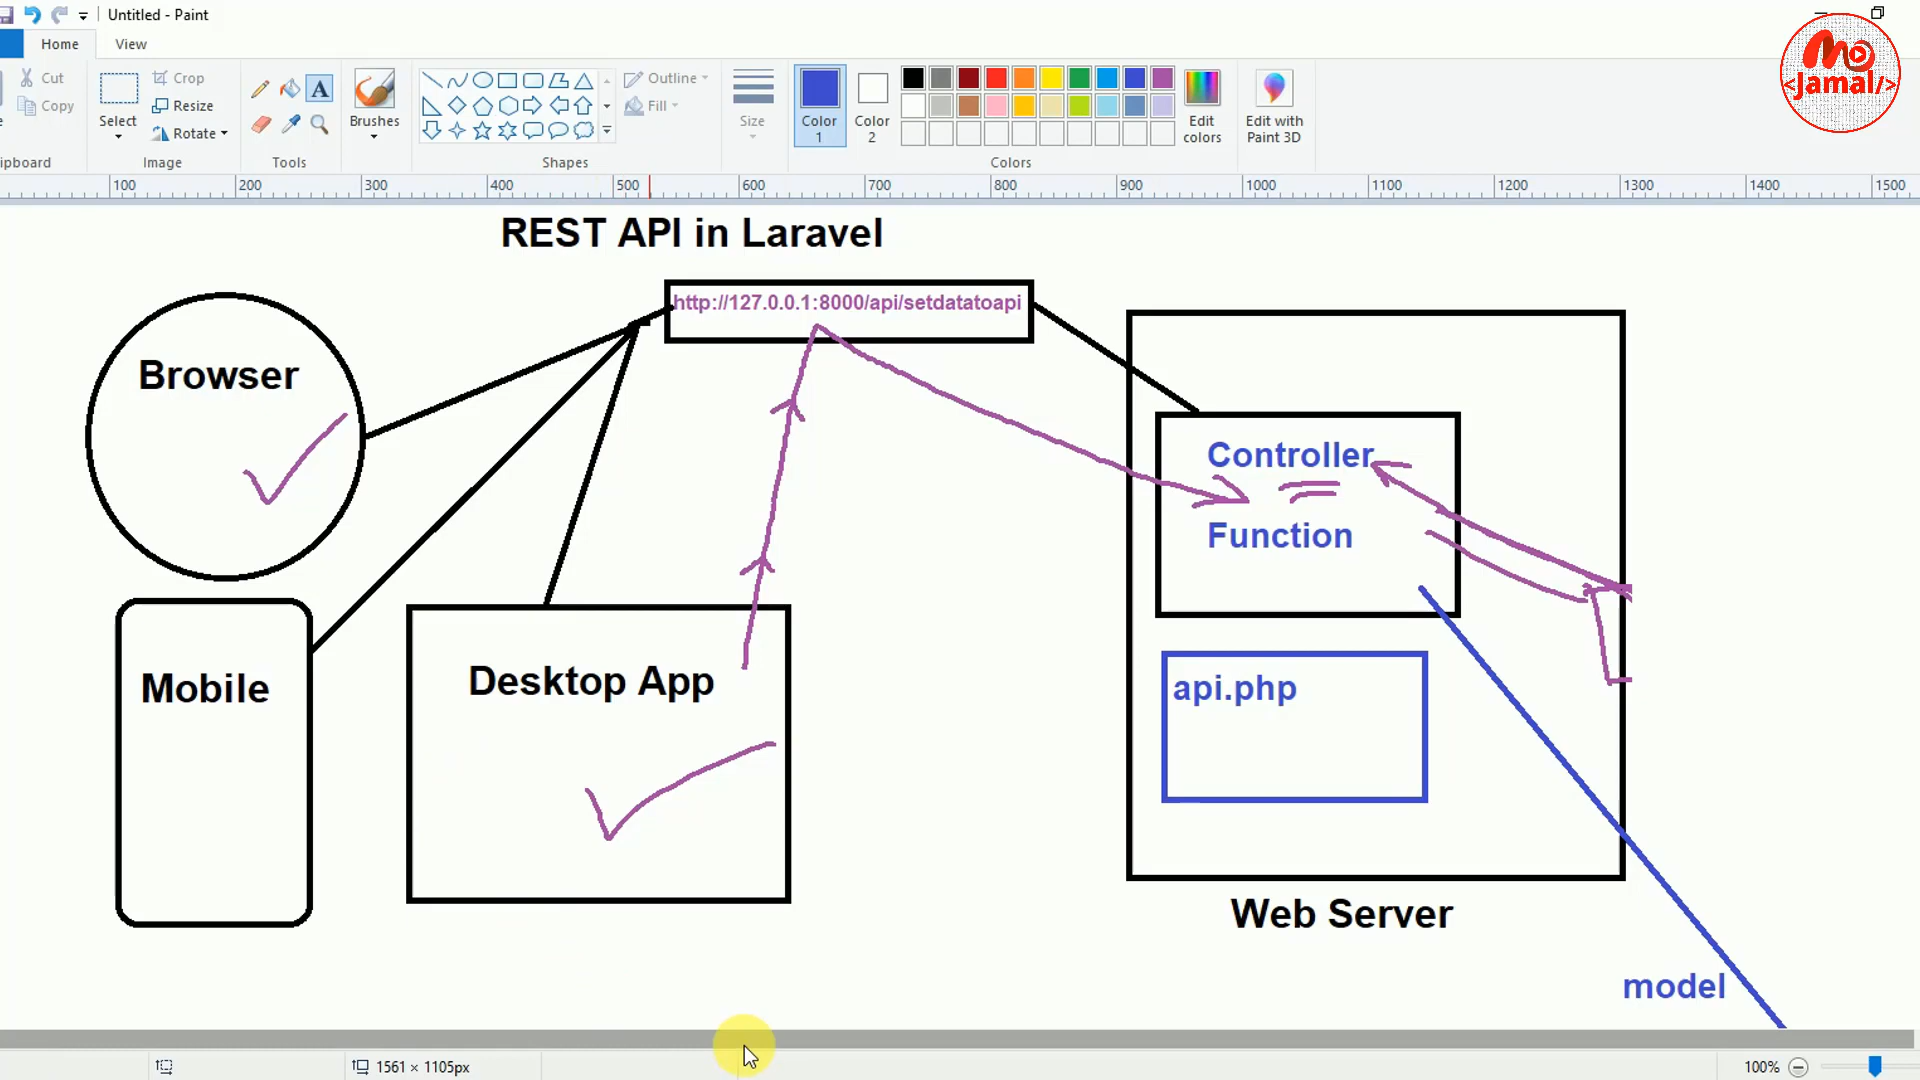 Untitled - Paint
Home
View
Cut
Copy
Select
Crop
Resize
Rotate
Brushes
Outline
Fill
Size
Color
1
Color
2
Edit
colors
Edit with
Paint 3D
ipboard
Image
Tools
Shapes
Colors
Mo
<Jamal/>
100
200
300
400
500
600
700
800
900
1000
1100
1200
1300
1400
1500
REST API in Laravel
http://127.0.0.1:8000/api/setdatatoapi
Browser
Controller
Function
Mobile
Desktop App
api.php
Web Server
model
1561 × 1105px
100%